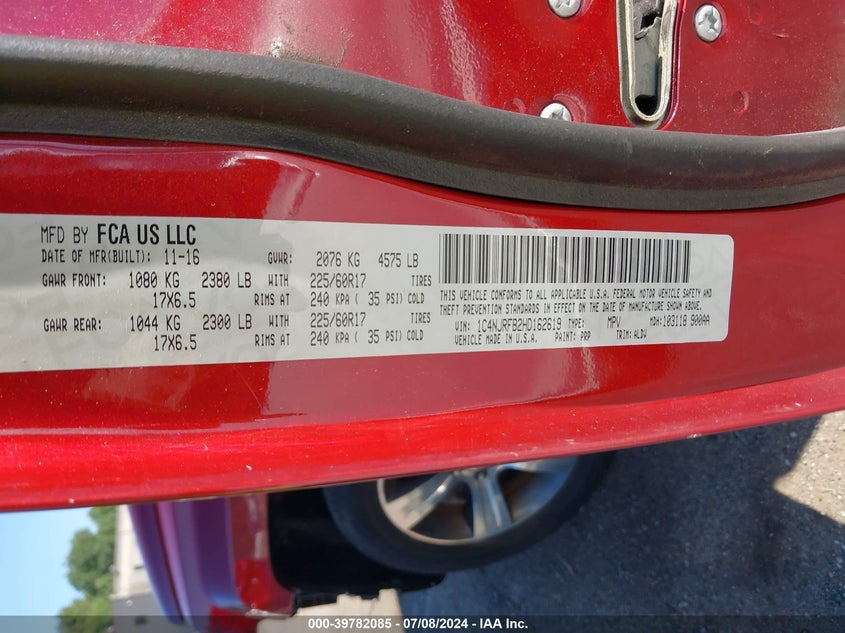 MFD BY FCA US LLC
DATE OF MFR(BUILT): 11-16 GVWR: 2076 KG 4575 LB
GAWR FRONT: 1080 KG 2380 LB WITH 225/60R17 TIRES
17X6.5 RIMS AT 240 KPA ( 35 PSI) COLD
GAWR REAR: 1044 KG 2300 LB WITH 225/60R17 TIRES
17X6.5 RIMS AT 240 KPA ( 35 PSI) COLD
THIS VEHICLE CONFORMS TO ALL APPLICABLE U.S.A. FEDERAL MOTOR VEHICLE SAFETY AND
THEFT PREVENTION STANDARDS IN EFFECT ON THE DATE OF MANUFACTURE SHOWN ABOVE.
VIN: 1C4NJRFB2HD162619 TYPE: MPV MDH: 103118 900AA
VEHICLE MADE IN U.S.A. PAINT: PRP TRIM: ALDV
000-39782085 - 07/08/2024 - IAA Inc.